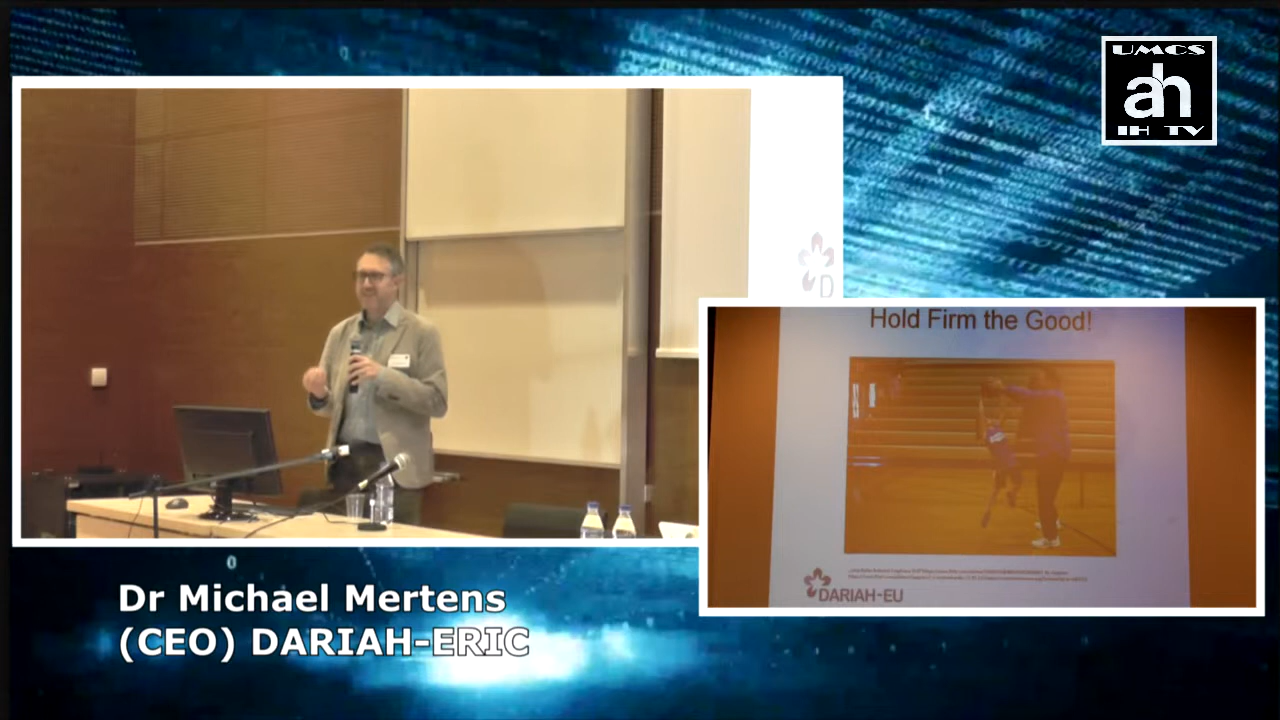 UMCS
ah
IH TV
D
Hold Firm the Good!
DARIAH-EU
Dr Michael Mertens
(CEO) DARIAH-ERIC